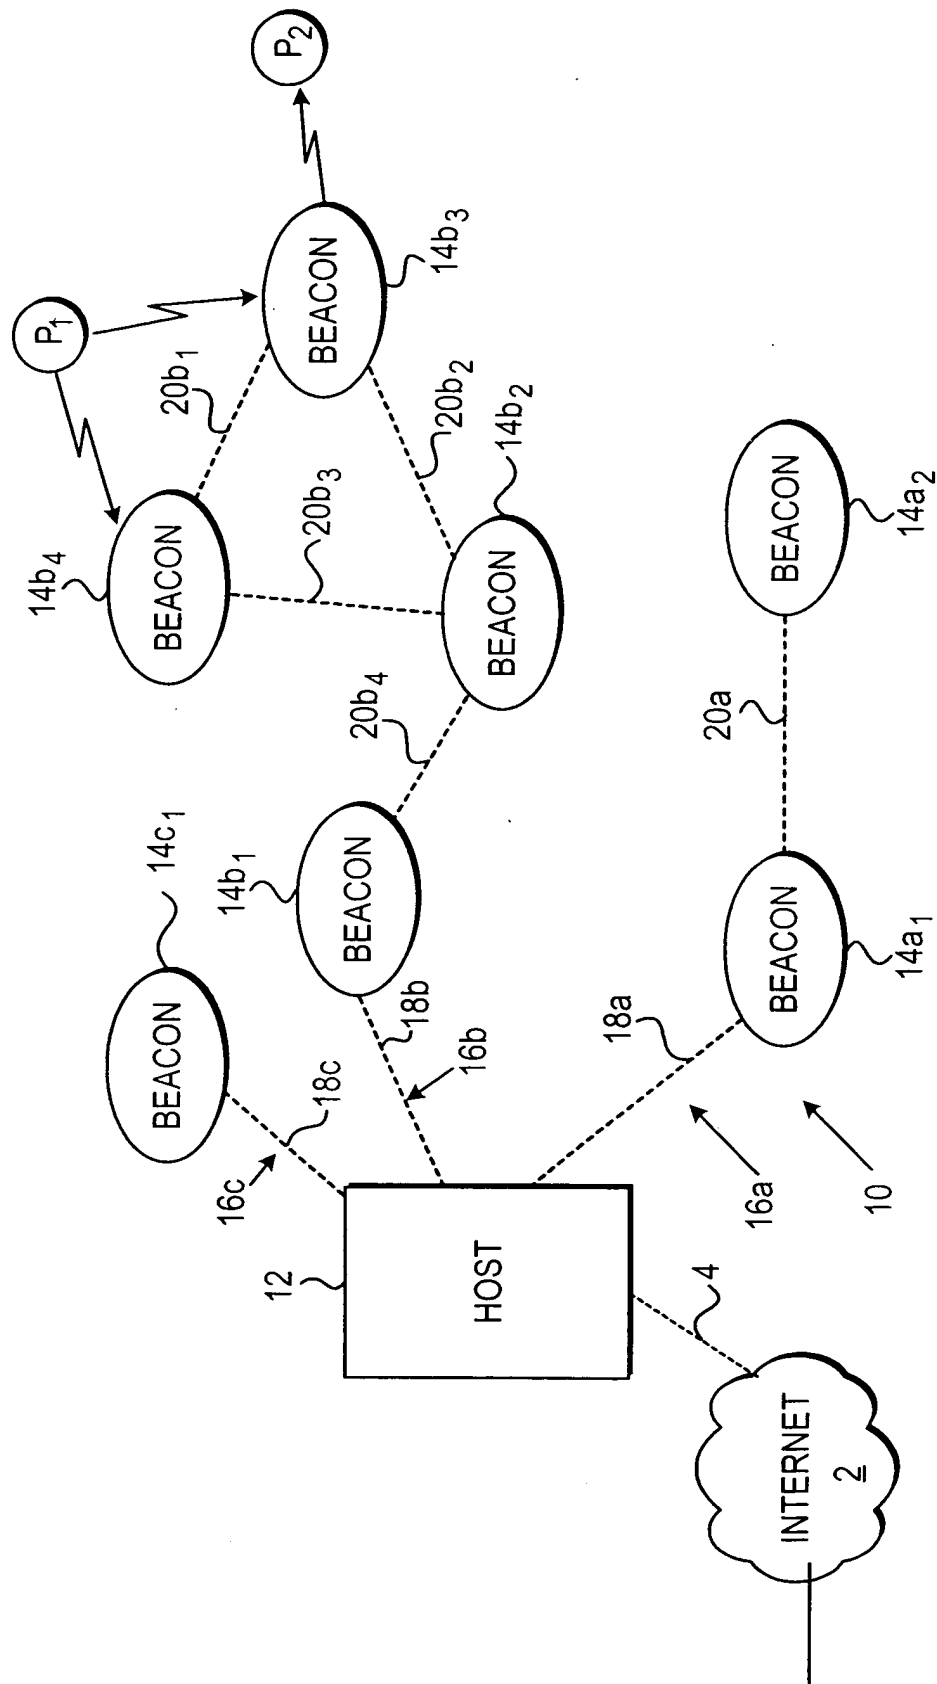 P₁
P₂
14b₄
BEACON
20b₁
BEACON
14b₃
20b₃
20b₂
14b₂
BEACON
20b₄
14c₁
BEACON
14b₁
BEACON
18c
16c
18b
16b
12
HOST
18a
16a
10
BEACON
14a₁
20a
BEACON
14a₂
4
INTERNET
2